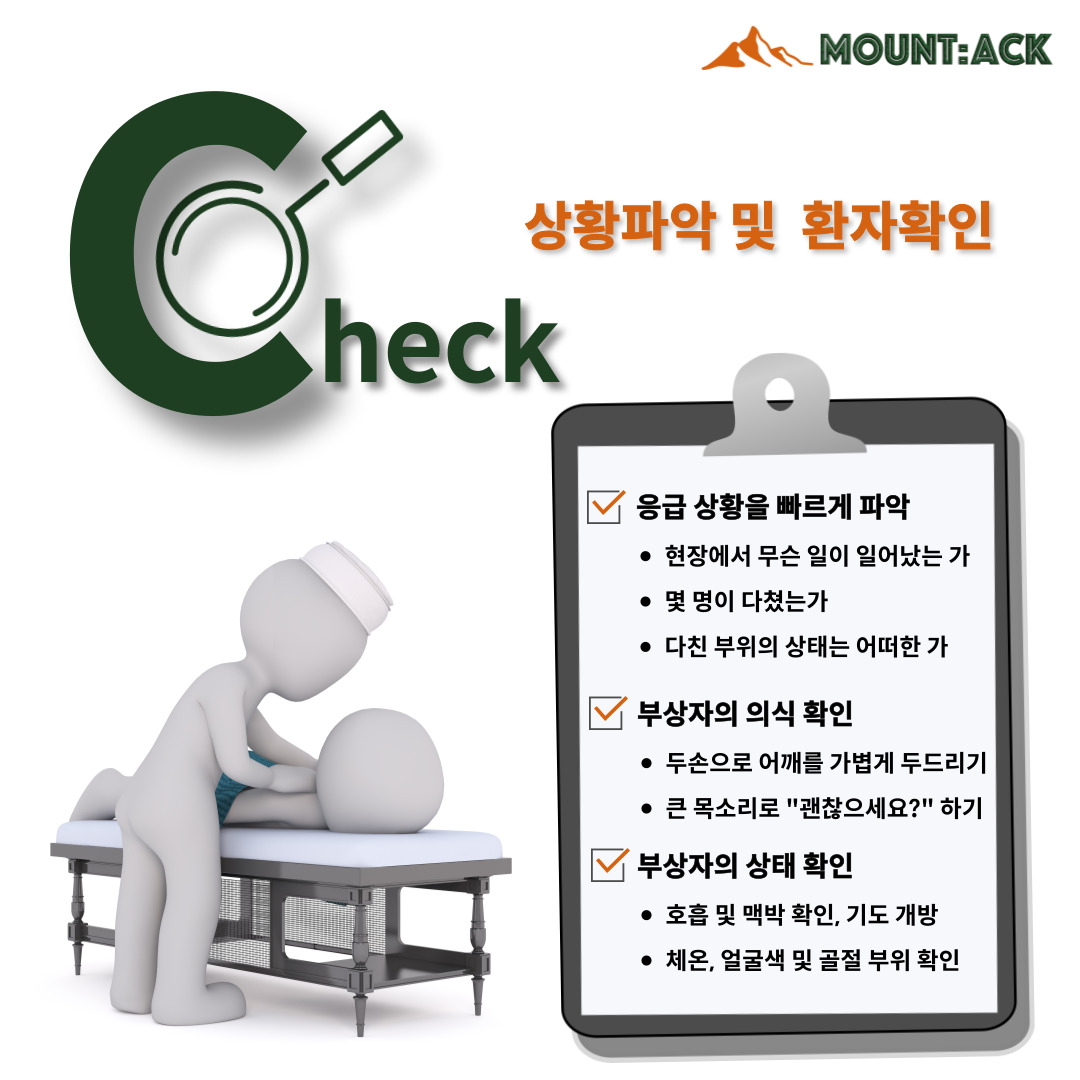 MOUNT:ACK
Check
상황파악 및 환자확인
응급 상황을 빠르게 파악
• 현장에서 무슨 일이 일어났는 가
• 몇 명이 다쳤는가
• 다친 부위의 상태는 어떠한 가
부상자의 의식 확인
• 두손으로 어깨를 가볍게 두드리기
• 큰 목소리로 "괜찮으세요?" 하기
부상자의 상태 확인
• 호흡 및 맥박 확인, 기도 개방
• 체온, 얼굴색 및 골절 부위 확인